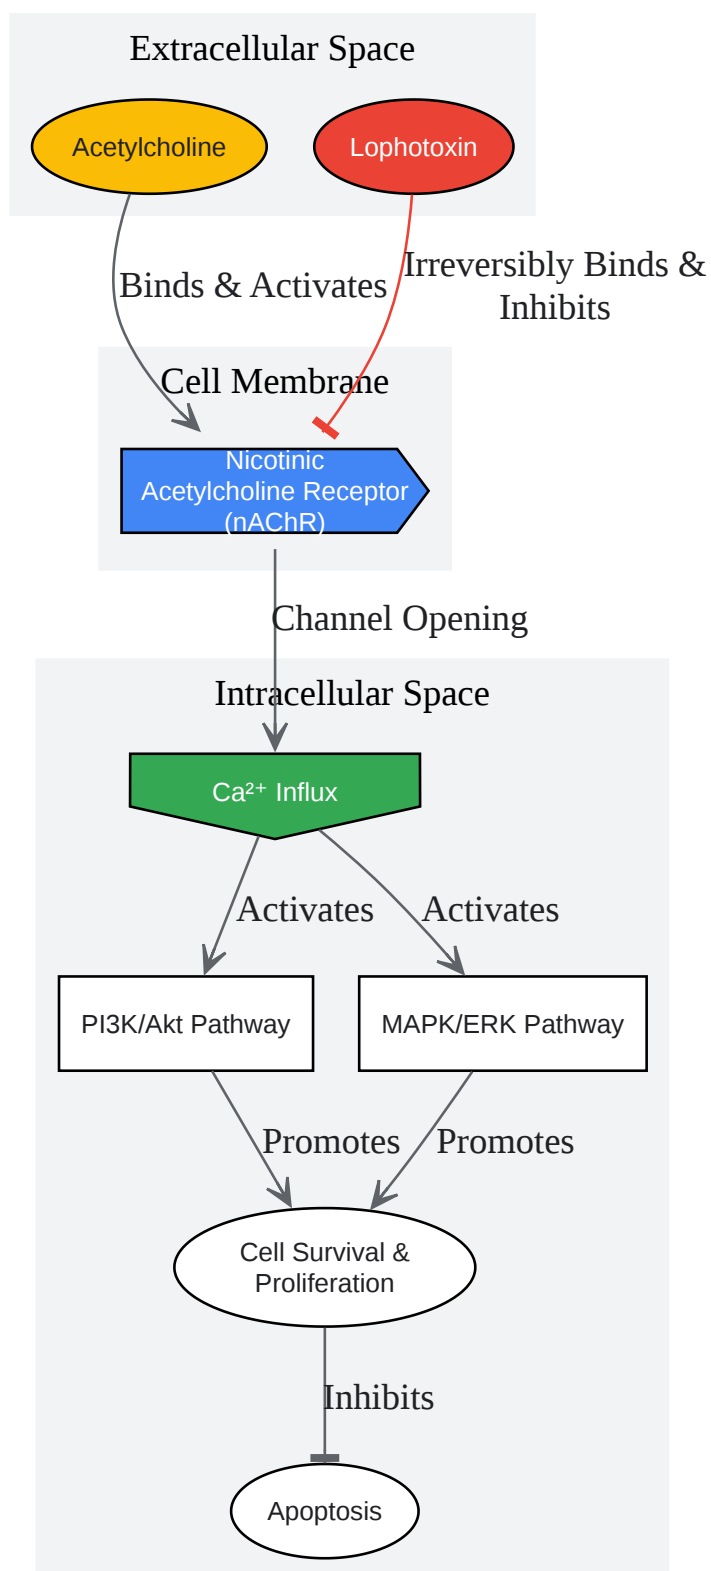 Extracellular Space
Acetylcholine
Lophotoxin
Binds & Activates
Irreversibly Binds &
Inhibits
Cell Membrane
Nicotinic
Acetylcholine Receptor
(nAChR)
Channel Opening
Intracellular Space
Ca²⁺ Influx
Activates
Activates
PI3K/Akt Pathway
MAPK/ERK Pathway
Promotes
Promotes
Cell Survival &
Proliferation
Inhibits
Apoptosis